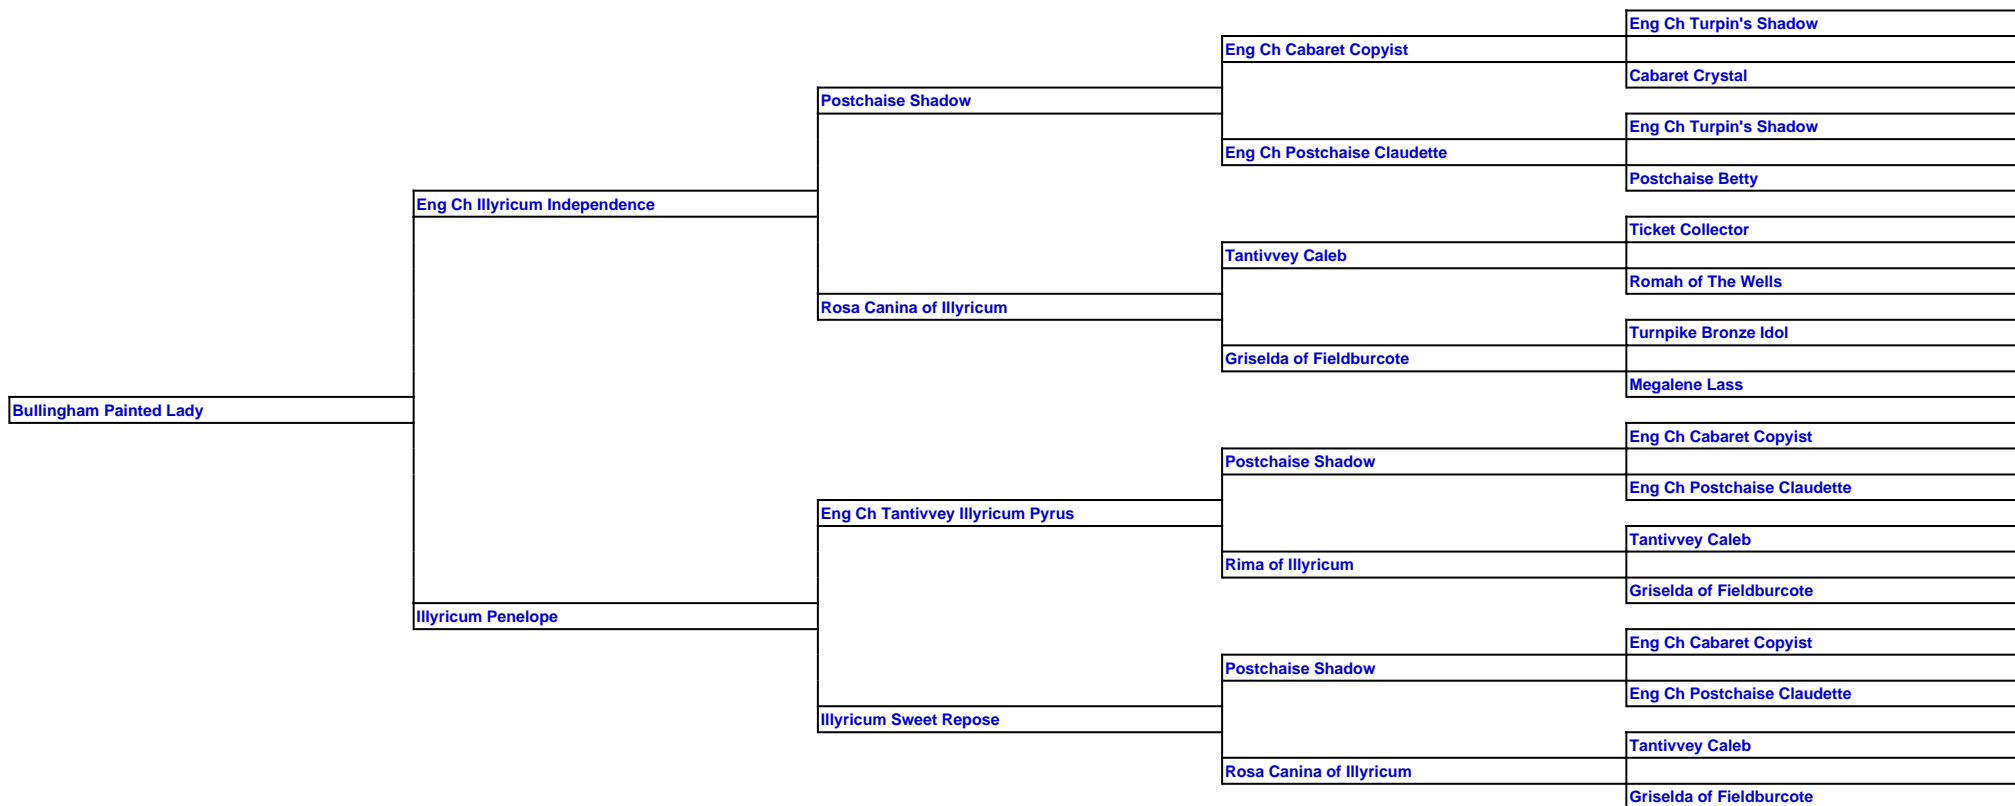 Eng Ch Turpin's Shadow
Eng Ch Cabaret Copyist
Cabaret Crystal
Postchaise Shadow
Eng Ch Turpin's Shadow
Eng Ch Postchaise Claudette
Postchaise Betty
Eng Ch Illyricum Independence
Ticket Collector
Tantivvey Caleb
Romah of The Wells
Rosa Canina of Illyricum
Turnpike Bronze Idol
Griselda of Fieldburcote
Megalene Lass
Bullingham Painted Lady
Eng Ch Cabaret Copyist
Postchaise Shadow
Eng Ch Postchaise Claudette
Eng Ch Tantivvey Illyricum Pyrus
Tantivvey Caleb
Rima of Illyricum
Griselda of Fieldburcote
Illyricum Penelope
Eng Ch Cabaret Copyist
Postchaise Shadow
Eng Ch Postchaise Claudette
Illyricum Sweet Repose
Tantivvey Caleb
Rosa Canina of Illyricum
Griselda of Fieldburcote